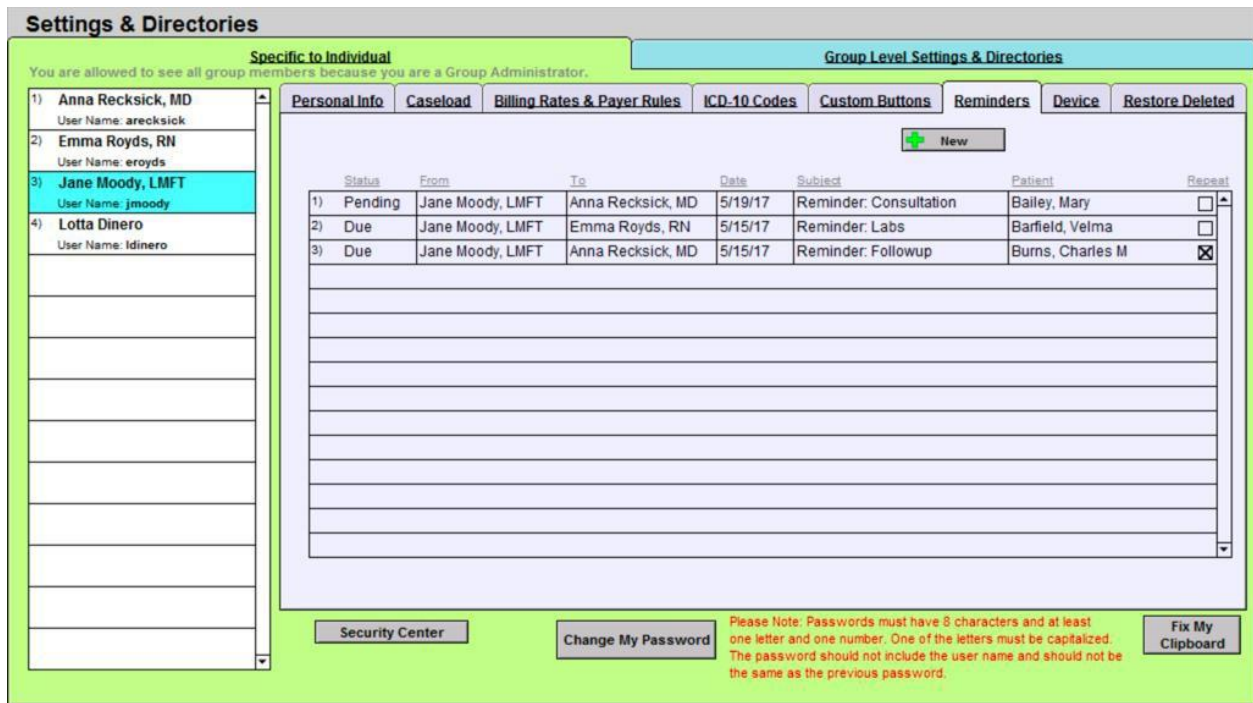 Settings & Directories
Specific to Individual
Group Level Settings & Directories
You are allowed to see all group members because you are a Group Administrator.
1) Anna Recksick, MD
User Name: arecksick
2) Emma Royds, RN
User Name: eroyds
3) Jane Moody, LMFT
User Name: jmoody
4) Lotta Dinero
User Name: ldinero
Personal Info Caseload Billing Rates & Payer Rules ICD-10 Codes Custom Buttons Reminders Device Restore Deleted
New
Status From To Date Subject Patient Repeat
1) Pending Jane Moody, LMFT Anna Recksick, MD 5/19/17 Reminder: Consultation Bailey, Mary
2) Due Jane Moody, LMFT Emma Royds, RN 5/15/17 Reminder: Labs Barfield, Velma
3) Due Jane Moody, LMFT Anna Recksick, MD 5/15/17 Reminder: Followup Burns, Charles M
Security Center
Change My Password
Please Note: Passwords must have 8 characters and at least
one letter and one number. One of the letters must be capitalized.
The password should not include the user name and should not be
the same as the previous password.
Fix My
Clipboard